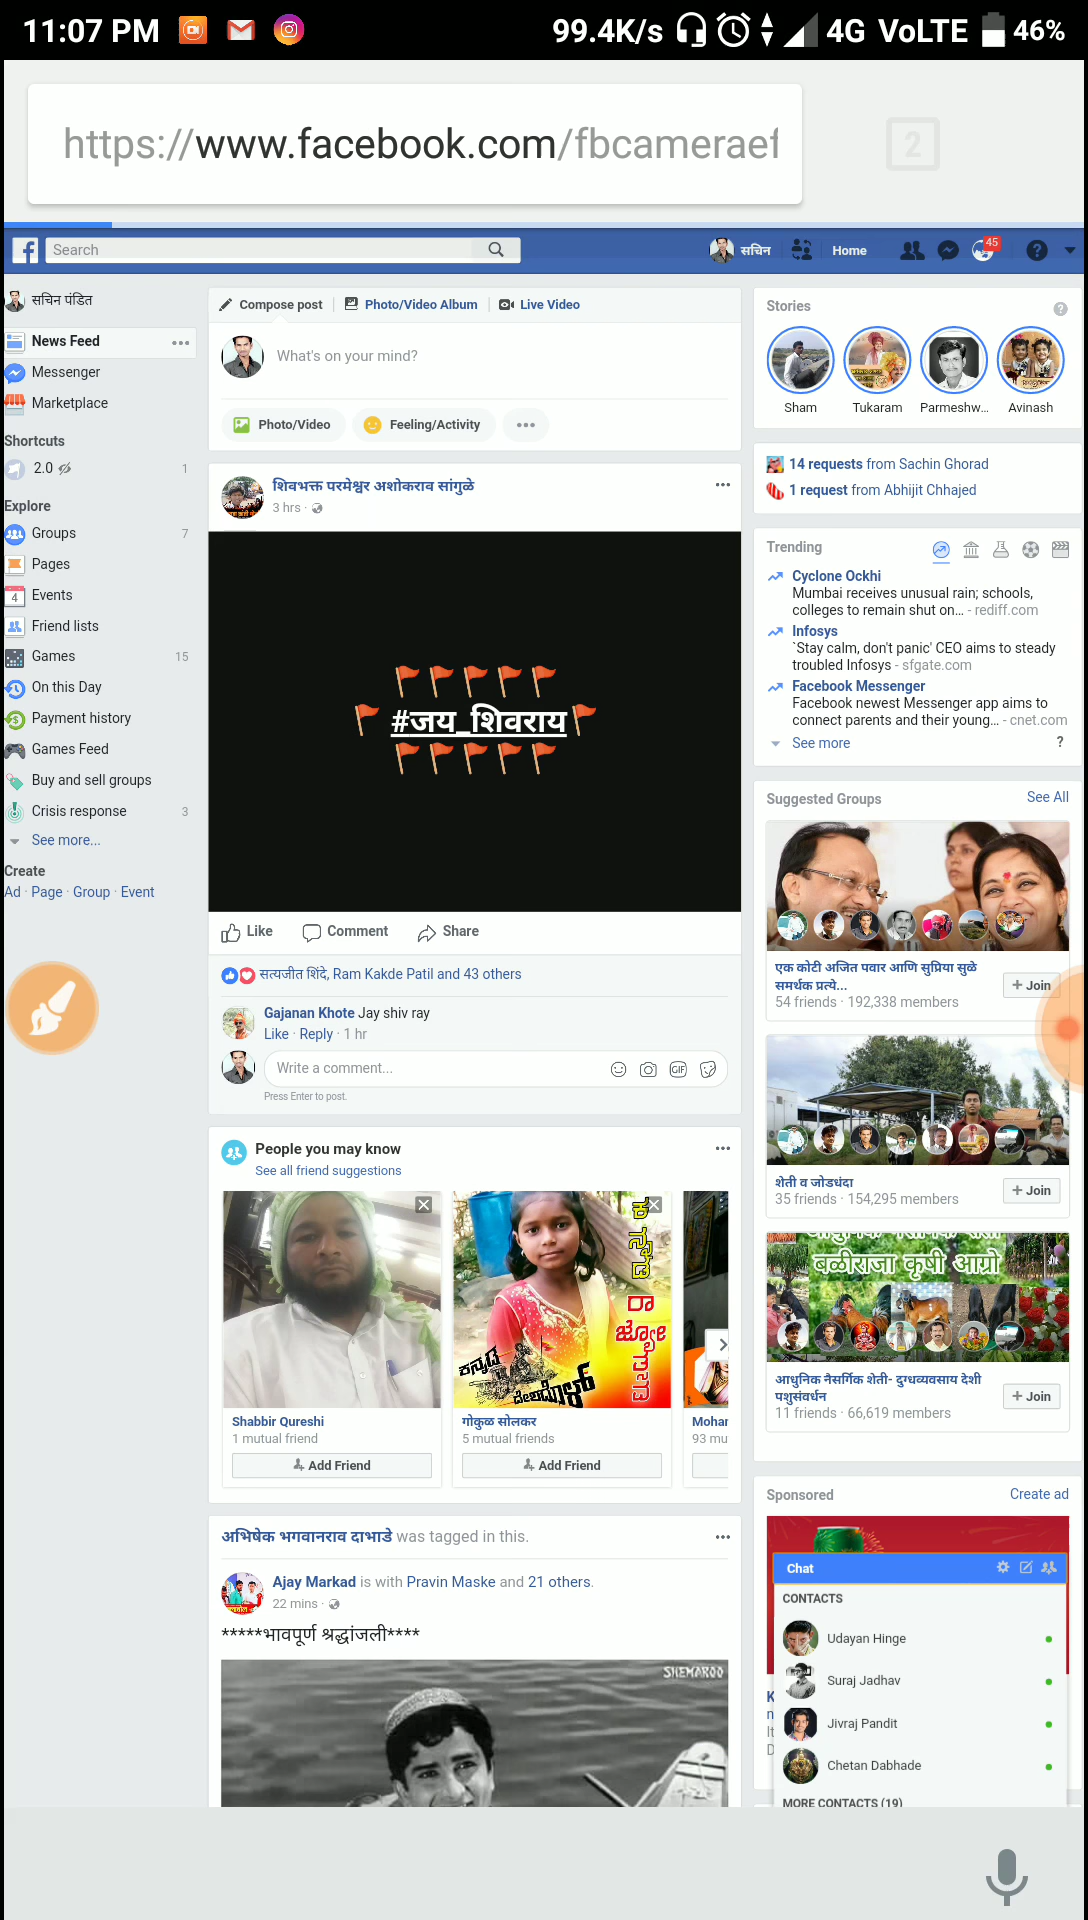 11:07 PM 99.4K/s 4G VoLTE 46%
https://www.facebook.com/fbcameraef
2
Search
सचिन Home 45
सचिन पंडित
News Feed
Messenger
Marketplace
Shortcuts
2.0 1
Explore
Groups 7
Pages
Events
4
Friend lists
Games 15
On this Day
Payment history
Games Feed
Buy and sell groups
Crisis response 3
See more...
Create
Ad · Page · Group · Event
Compose post Photo/Video Album Live Video
What's on your mind?
Photo/Video Feeling/Activity
शिवभक्त परमेश्वर अशोकराव सांगुळे
3 hrs ·
#जय_शिवराय
Like Comment Share
सत्यजीत शिंदे, Ram Kakde Patil and 43 others
Gajanan Khote Jay shiv ray
Like · Reply · 1 hr
Write a comment...
GIF
Press Enter to post.
People you may know
See all friend suggestions
ಕನ್ನಡ
ರಾಜ್ಯೋ
ಕನ್ನಡ
Shabbir Qureshi
1 mutual friend
Add Friend
गोकुळ सोलकर
5 mutual friends
Add Friend
Mohan
93 mu
अभिषेक भगवानराव दाभाडे was tagged in this.
Ajay Markad is with Pravin Maske and 21 others.
22 mins ·
*****भावपूर्ण श्रद्धांजली****
SHEMAROO
Stories
Sham Tukaram Parmeshw... Avinash
14 requests from Sachin Ghorad
1 request from Abhijit Chhajed
Trending
Cyclone Ockhi
Mumbai receives unusual rain; schools,
colleges to remain shut on... - rediff.com
Infosys
`Stay calm, don't panic' CEO aims to steady
troubled Infosys - sfgate.com
Facebook Messenger
Facebook newest Messenger app aims to
connect parents and their young... - cnet.com
See more ?
Suggested Groups See All
एक कोटी अजित पवार आणि सुप्रिया सुळे
समर्थक प्रत्ये...
54 friends · 192,338 members
+ Join
शेती व जोडधंदा
35 friends · 154,295 members
+ Join
बळीराजा कृषी आग्रो
आधुनिक नैसर्गिक शेती- दुग्धव्यवसाय देशी
पशुसंवर्धन
11 friends · 66,619 members
+ Join
Sponsored Create ad
K
n
It
D
Chat
CONTACTS
Udayan Hinge
Suraj Jadhav
Jivraj Pandit
Chetan Dabhade
MORE CONTACTS (19)